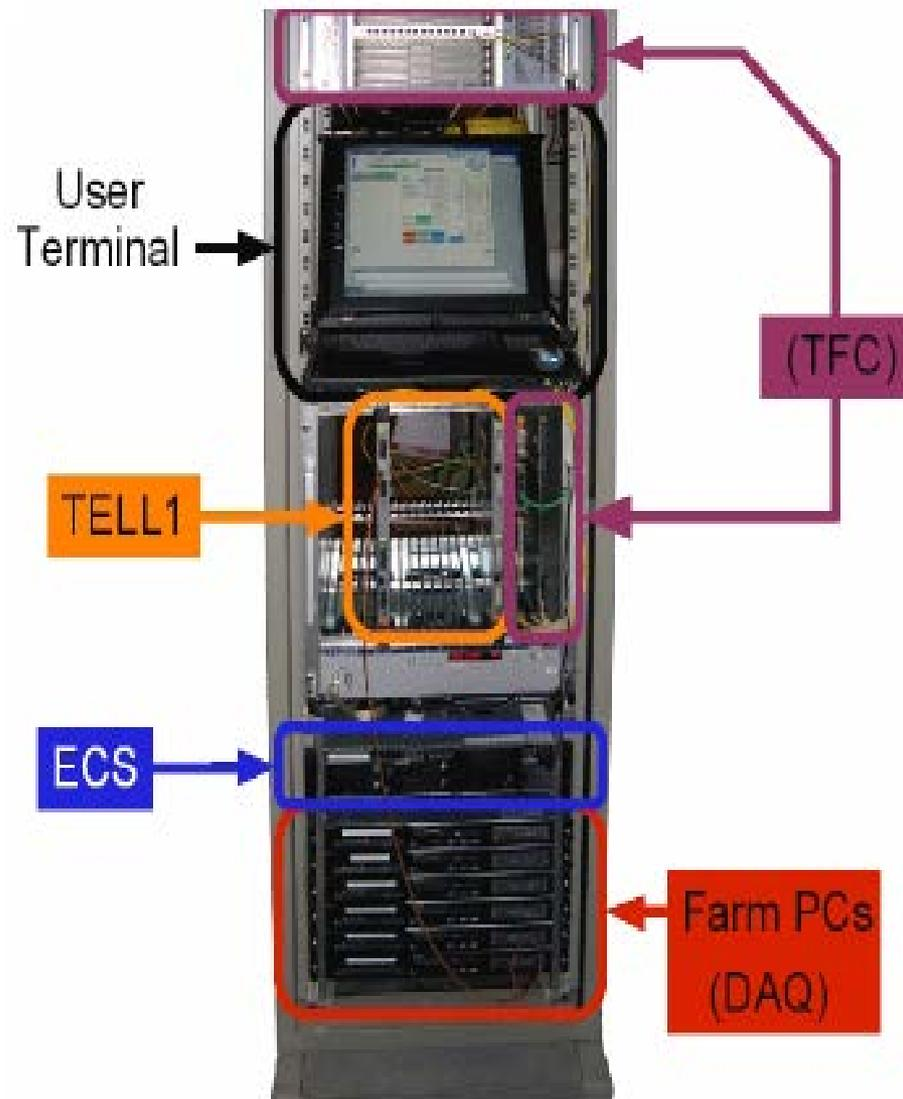 User
Terminal
(TFC)
TELL1
ECS
Farm PCs
(DAQ)